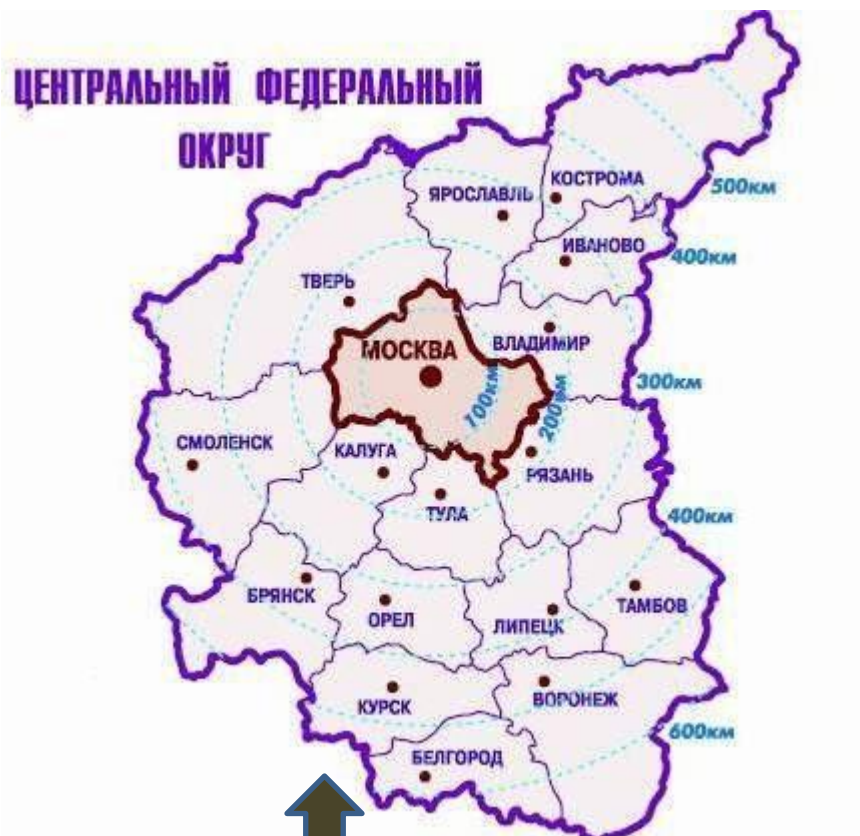 ЦЕНТРАЛЬНЫЙ ФЕДЕРАЛЬНЫЙ
ОКРУГ
КОСТРОМА
ЯРОСЛАВЛЬ
500км
ИВАНОВО
400км
ТВЕРЬ
ВЛАДИМИР
МОСКВА
300км
100км
200км
СМОЛЕНСК
КАЛУГА
РЯЗАНЬ
ТУЛА
400км
БРЯНСК
ОРЕЛ
ЛИПЕЦК
ТАМБОВ
КУРСК
ВОРОНЕЖ
600км
БЕЛГОРОД